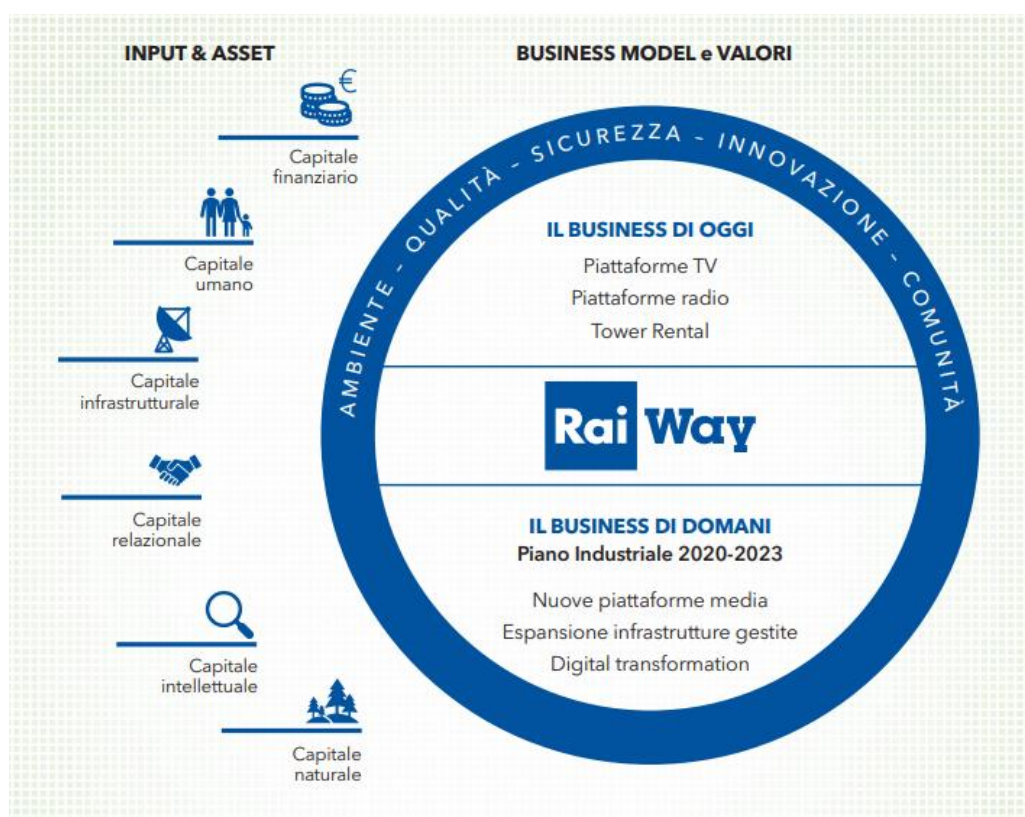 INPUT & ASSET
€
Capitale
finanziario
Capitale
umano
Capitale
infrastrutturale
Capitale
relazionale
Capitale
intellettuale
Capitale
naturale
BUSINESS MODEL e VALORI
AMBIENTE - QUALITÀ - SICUREZZA - INNOVAZIONE - COMUNITÀ
IL BUSINESS DI OGGI
Piattaforme TV
Piattaforme radio
Tower Rental
Rai Way
IL BUSINESS DI DOMANI
Piano Industriale 2020-2023
Nuove piattaforme media
Espansione infrastrutture gestite
Digital transformation